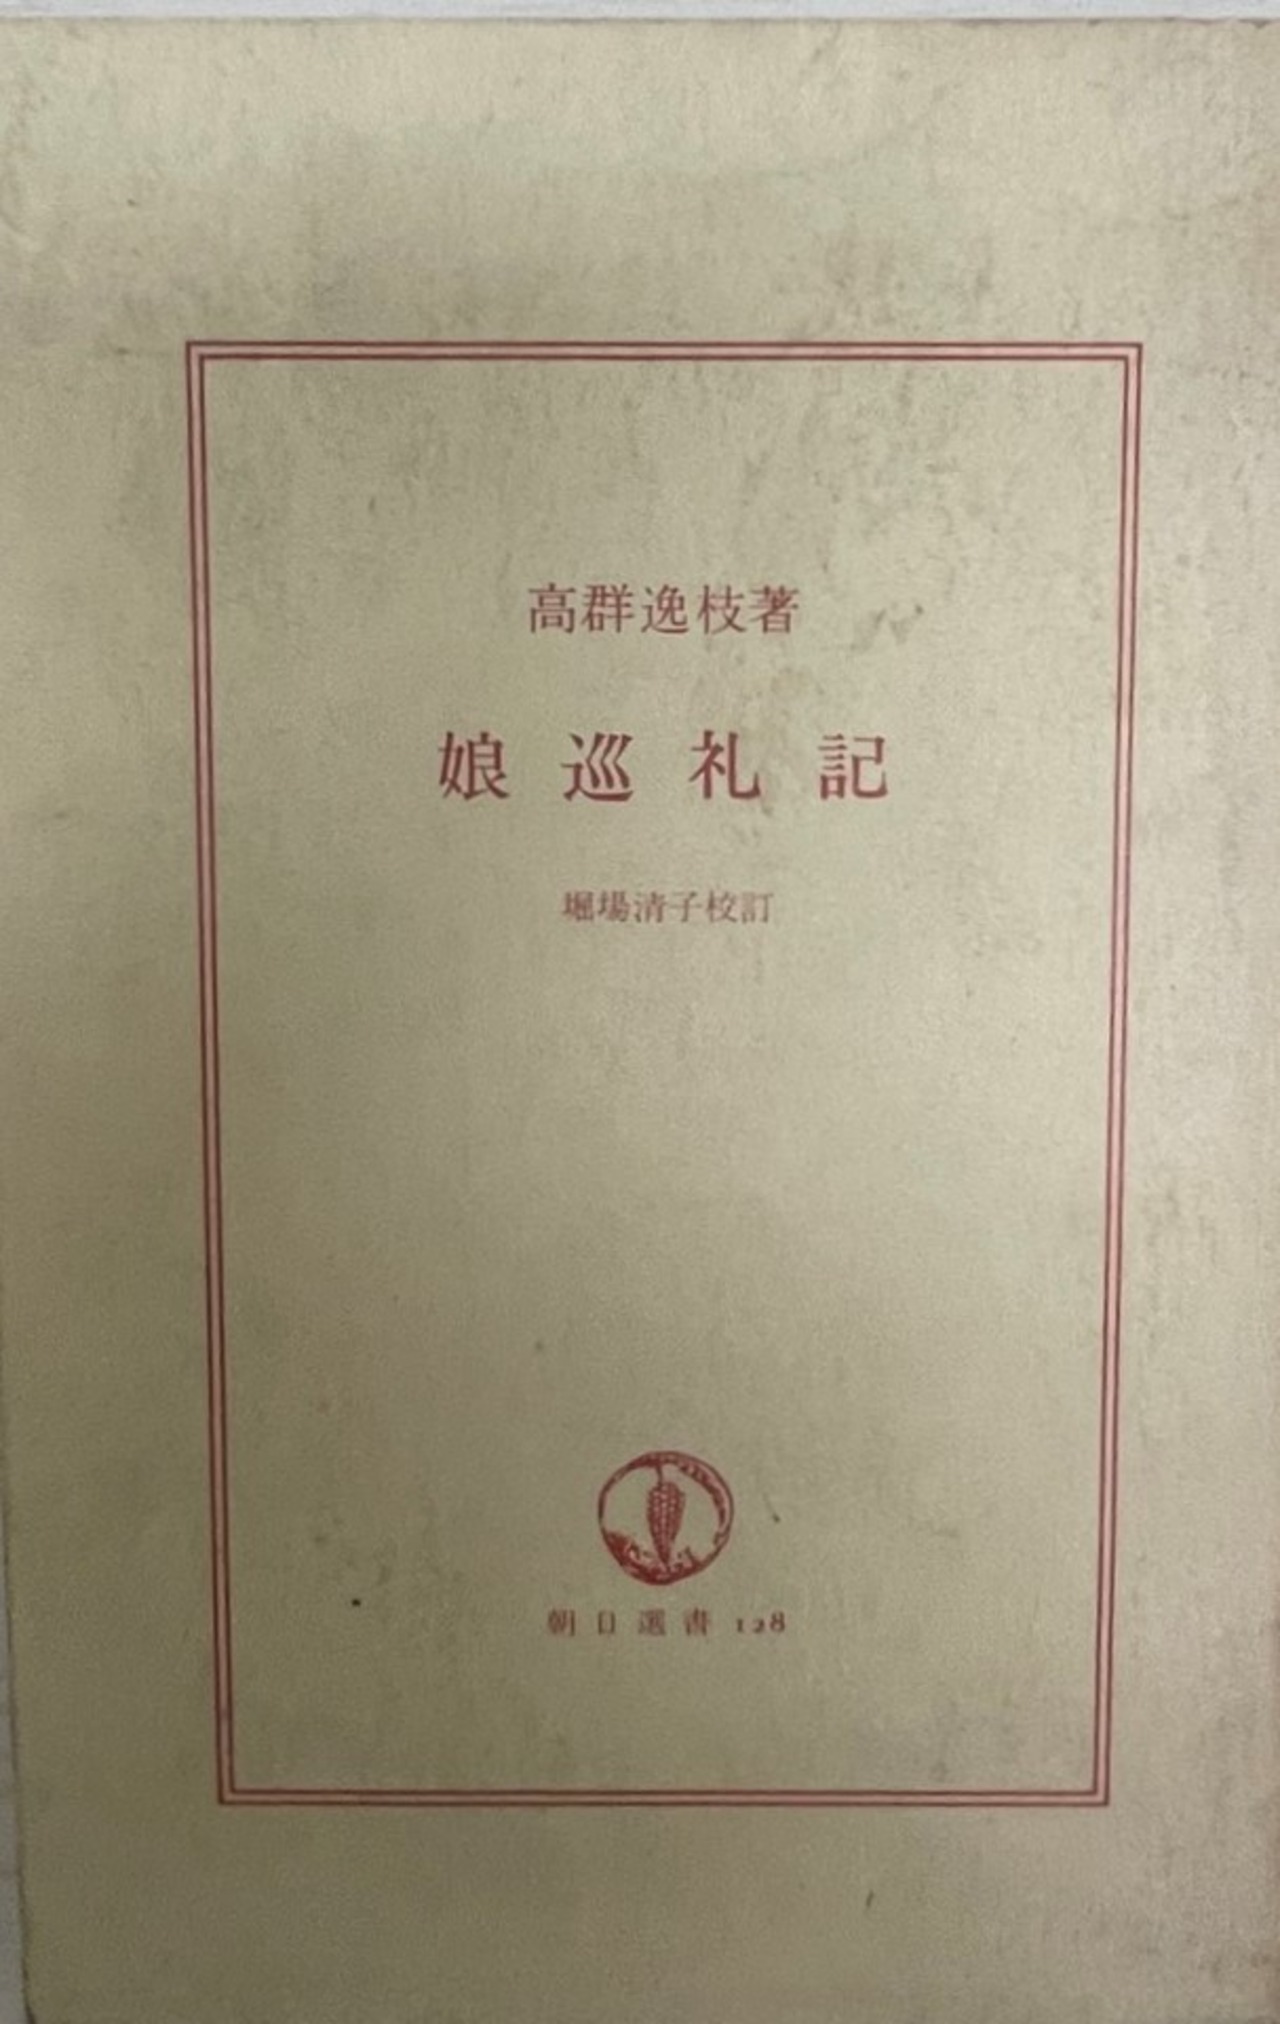 高群逸枝著
娘巡礼記
堀場清子校訂
朝日選書 128